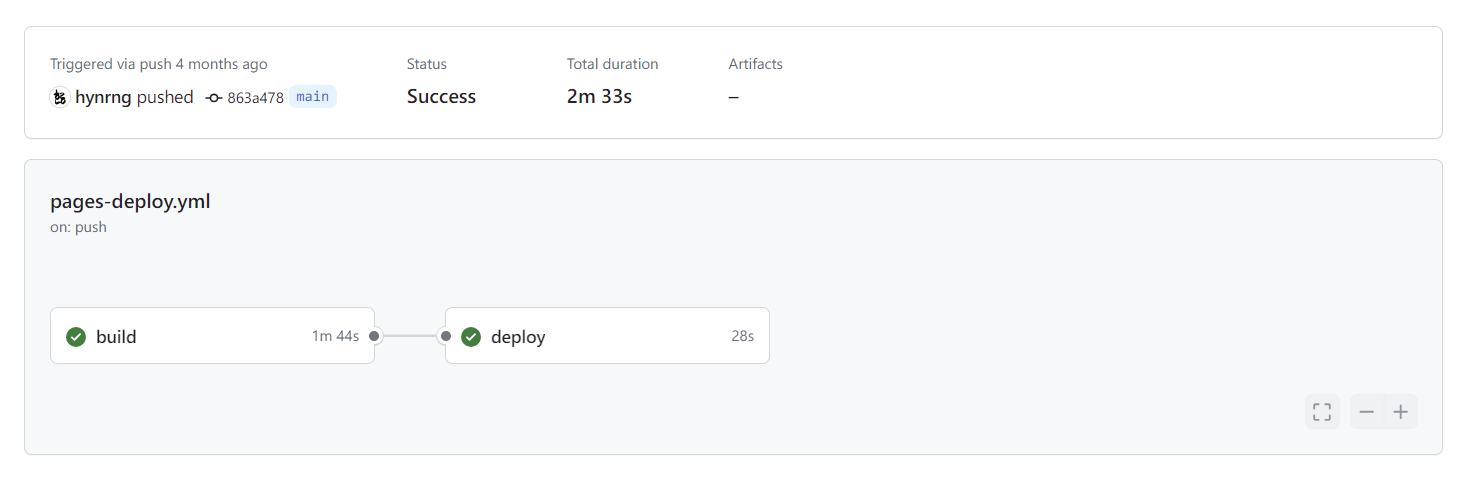 Triggered via push 4 months ago
hynrng pushed 863a478 main
Status
Success
Total duration
2m 33s
Artifacts
–
pages-deploy.yml
on: push
build 1m 44s
deploy 28s